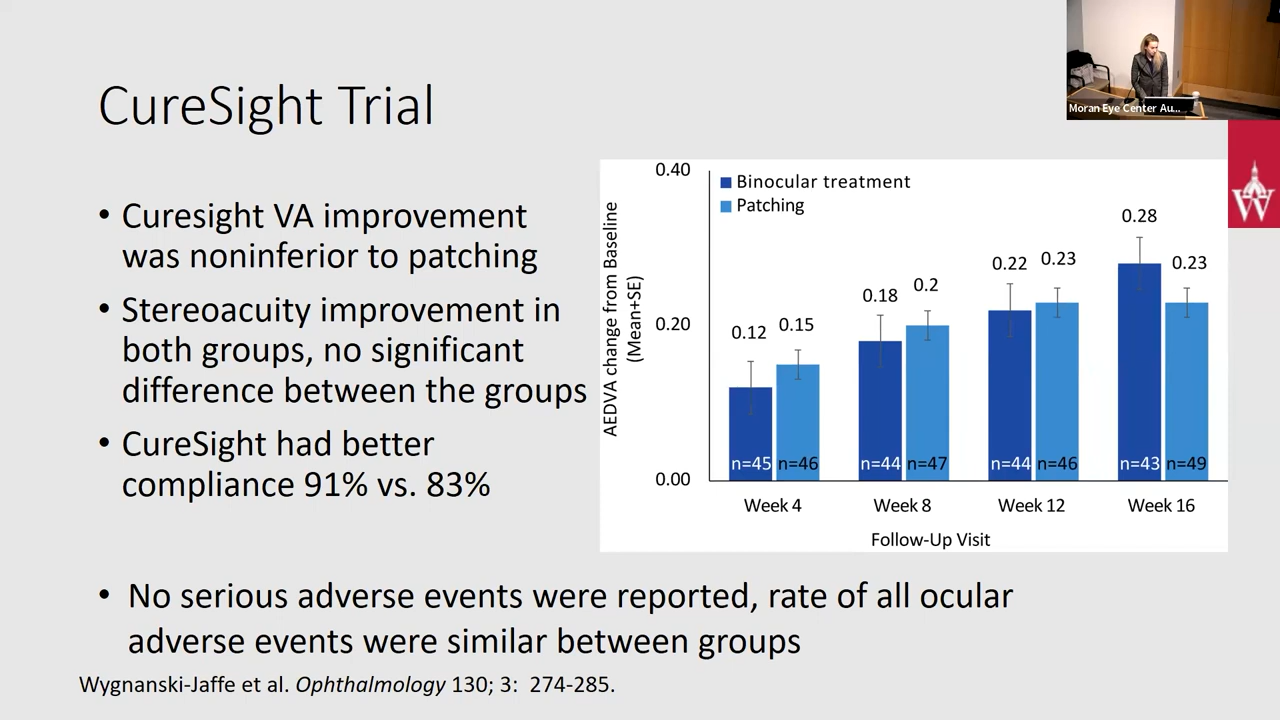 CureSight Trial
Moran Eye Center Au...
W
• Curesight VA improvement
was noninferior to patching
• Stereoacuity improvement in
both groups, no significant
difference between the groups
• CureSight had better
compliance 91% vs. 83%
AEDVA change from Baseline
(Mean+SE)
0.40
0.20
0.00
Binocular treatment
Patching
0.12 0.15 0.18 0.2 0.22 0.23 0.28 0.23
n=45 n=46 n=44 n=47 n=44 n=46 n=43 n=49
Week 4 Week 8 Week 12 Week 16
Follow-Up Visit
• No serious adverse events were reported, rate of all ocular
adverse events were similar between groups
Wygnanski-Jaffe et al. Ophthalmology 130; 3: 274-285.